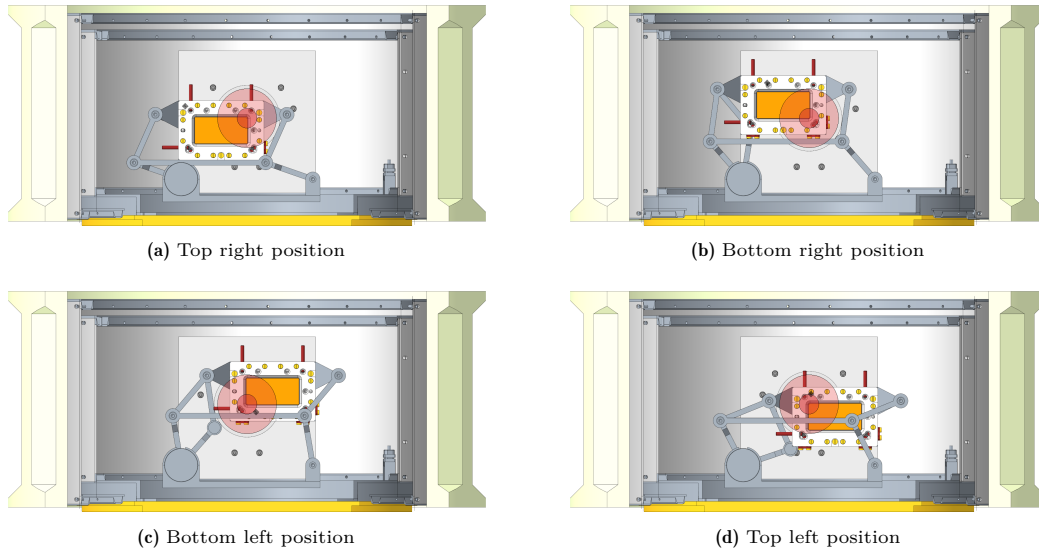 (a) Top right position
(b) Bottom right position
(c) Bottom left position
(d) Top left position